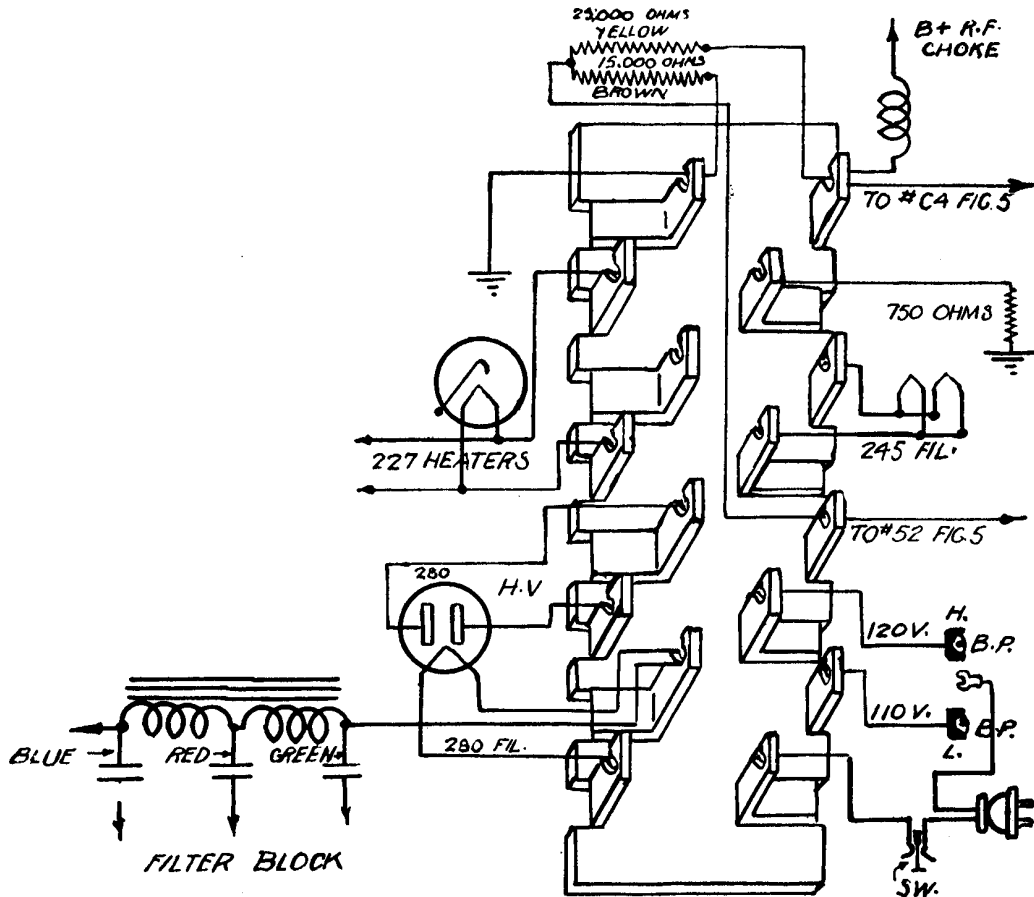 25,000 OHMS
YELLOW
15.000 OHMS
BROWN
B+ R.F.
CHOKE
TO #C4 FIG.5
750 OHMS
227 HEATERS
245 FIL.
TO#52 FIG.5
280
H.V
120V.
H.
B.P.
110V.
B.P.
L.
280 FIL.
BLUE
RED
GREEN
FILTER BLOCK
SW.